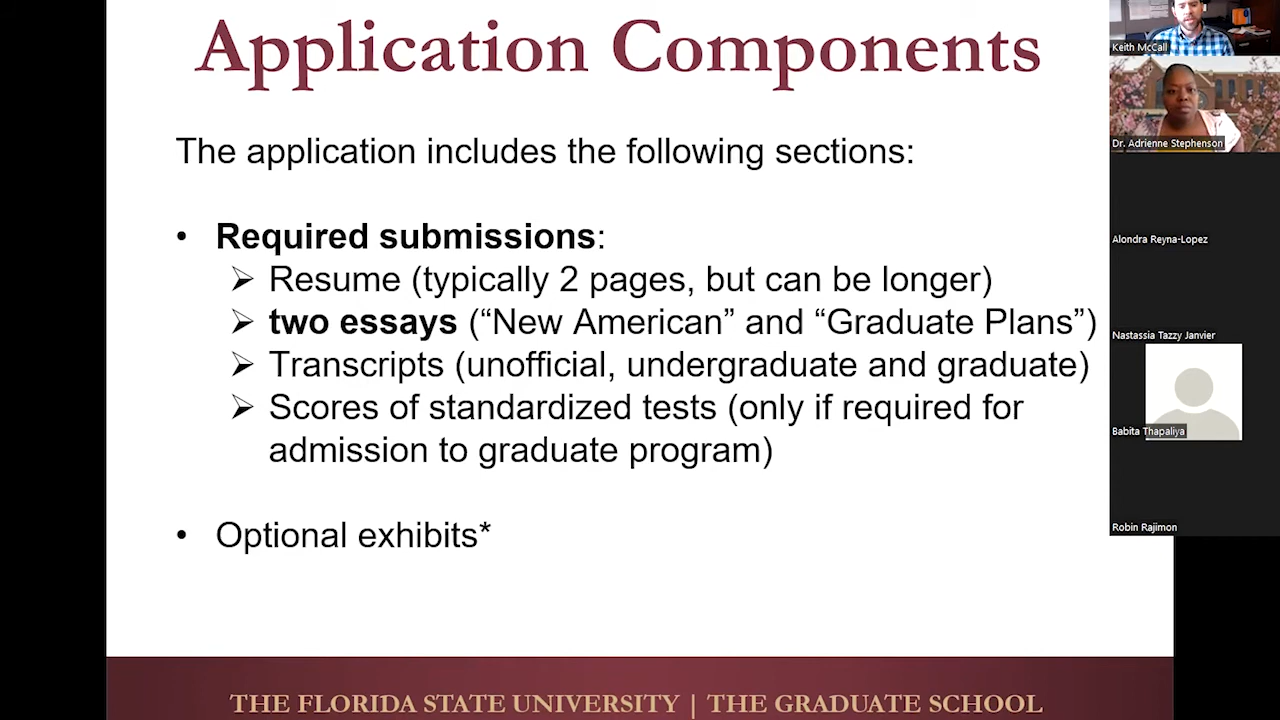 Application Components
The application includes the following sections:
• Required submissions:
➢ Resume (typically 2 pages, but can be longer)
➢ two essays (“New American” and “Graduate Plans”)
➢ Transcripts (unofficial, undergraduate and graduate)
➢ Scores of standardized tests (only if required for
admission to graduate program)
• Optional exhibits*
THE FLORIDA STATE UNIVERSITY | THE GRADUATE SCHOOL
Keith McCall
Dr. Adrienne Stephenson
Alondra Reyna-Lopez
Nastassia Tazzy Janvier
Babita Thapaliya
Robin Rajimon